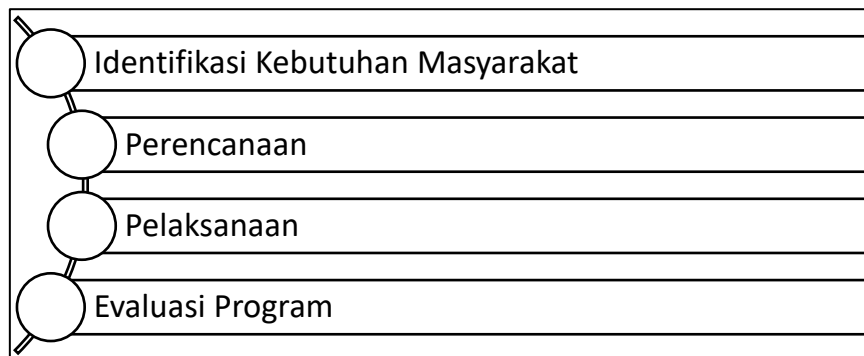 Identifikasi Kebutuhan Masyarakat
Perencanaan
Pelaksanaan
Evaluasi Program